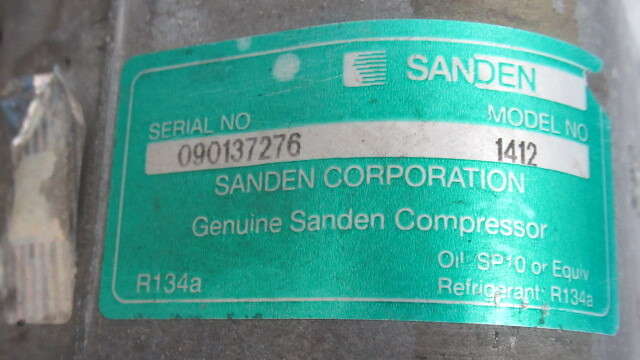 SANDEN
SERIAL NO MODEL NO
090137276 1412
SANDEN CORPORATION
Genuine Sanden Compressor
Oil: SP10 or Equiv
R134a Refrigerant: R134a